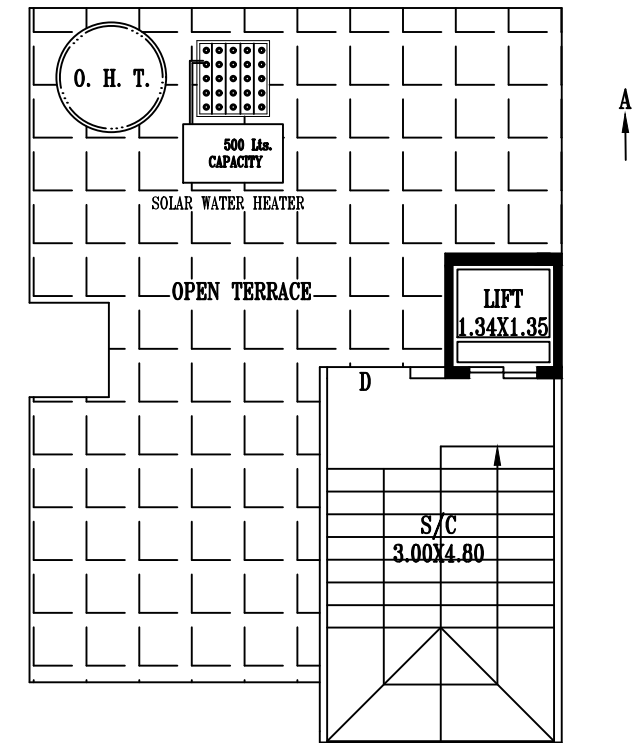 O. H. T.
500 Lts.
CAPACITY
SOLAR WATER HEATER
A
OPEN TERRACE
LIFT
1.34X1.35
D
S/C
3.00X4.80